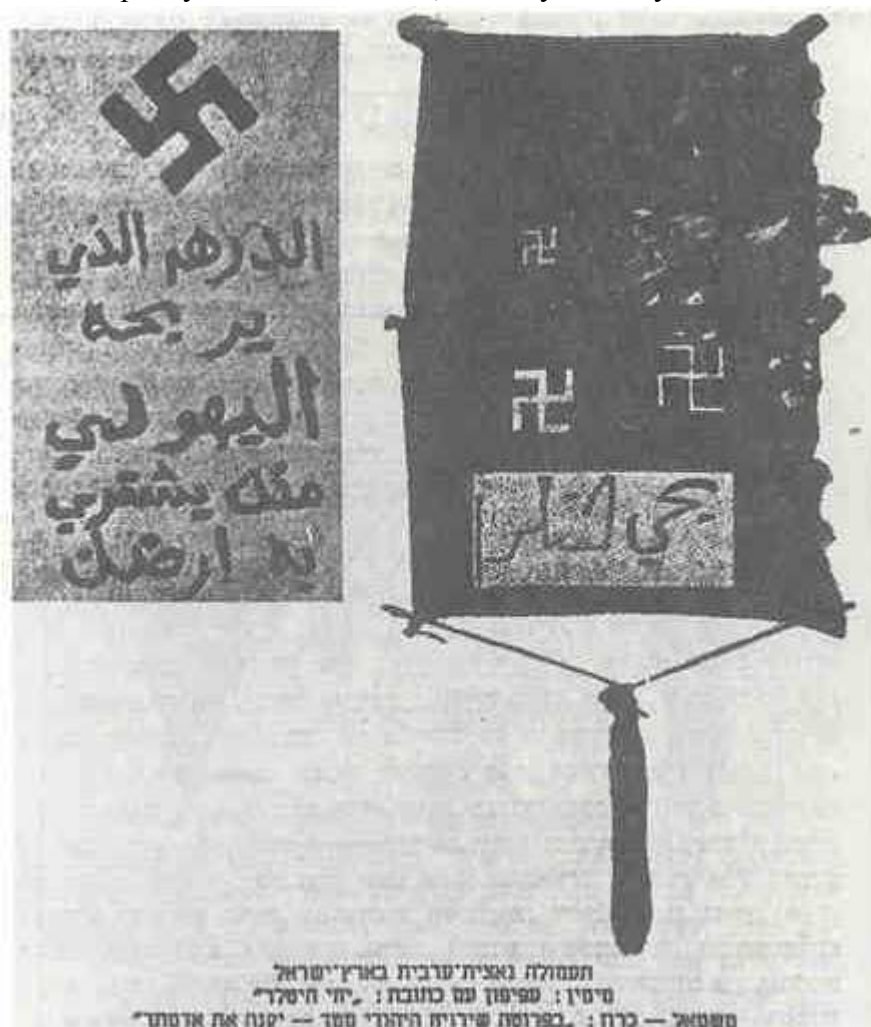 الدرهم الذي
يربحه
اليهودي
منك يشتري
به ارضك
يحي هتلر
תעמולה נאצית־ערבית בארץ־ישראל
מימין: עפיפון עם כתובת: „יחי היטלר”
משמאל — כרוז: „בפרוטה שירויח היהודי ממך — יקנה את אדמתך”